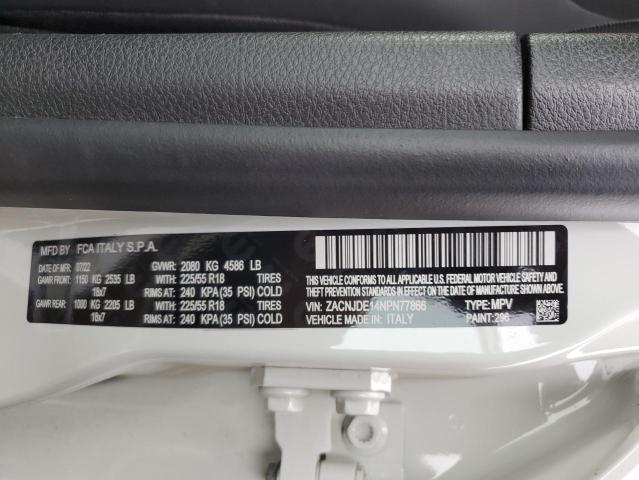 MFD BY FCA ITALY S.P.A.
DATE OF MFR: 07/22 GVWR: 2080 KG 4586 LB
GAWR FRONT: 1150 KG 2535 LB WITH: 225/55 R18 TIRES
18x7 RIMS AT: 240 KPA(35 PSI) COLD
GAWR REAR: 1000 KG 2205 LB WITH: 225/55 R18 TIRES
18x7 RIMS AT: 240 KPA(35 PSI) COLD
THIS VEHICLE CONFORMS TO ALL APPLICABLE U.S. FEDERAL MOTOR VEHICLE SAFETY, BUMPER, AND THEFT PREVENTION STANDARDS IN EFFECT ON THE DATE OF MANUFACTURE SHOWN ABOVE.
VIN: ZACNJDE14NPN77866 TYPE: MPV
VEHICLE MADE IN: ITALY PAINT: 296